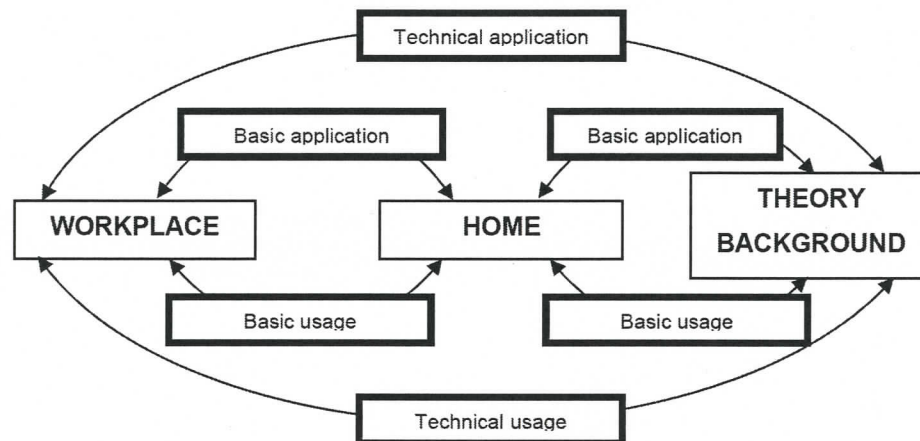 Technical application
Basic application
Basic application
WORKPLACE
HOME
THEORY
BACKGROUND
Basic usage
Basic usage
Technical usage